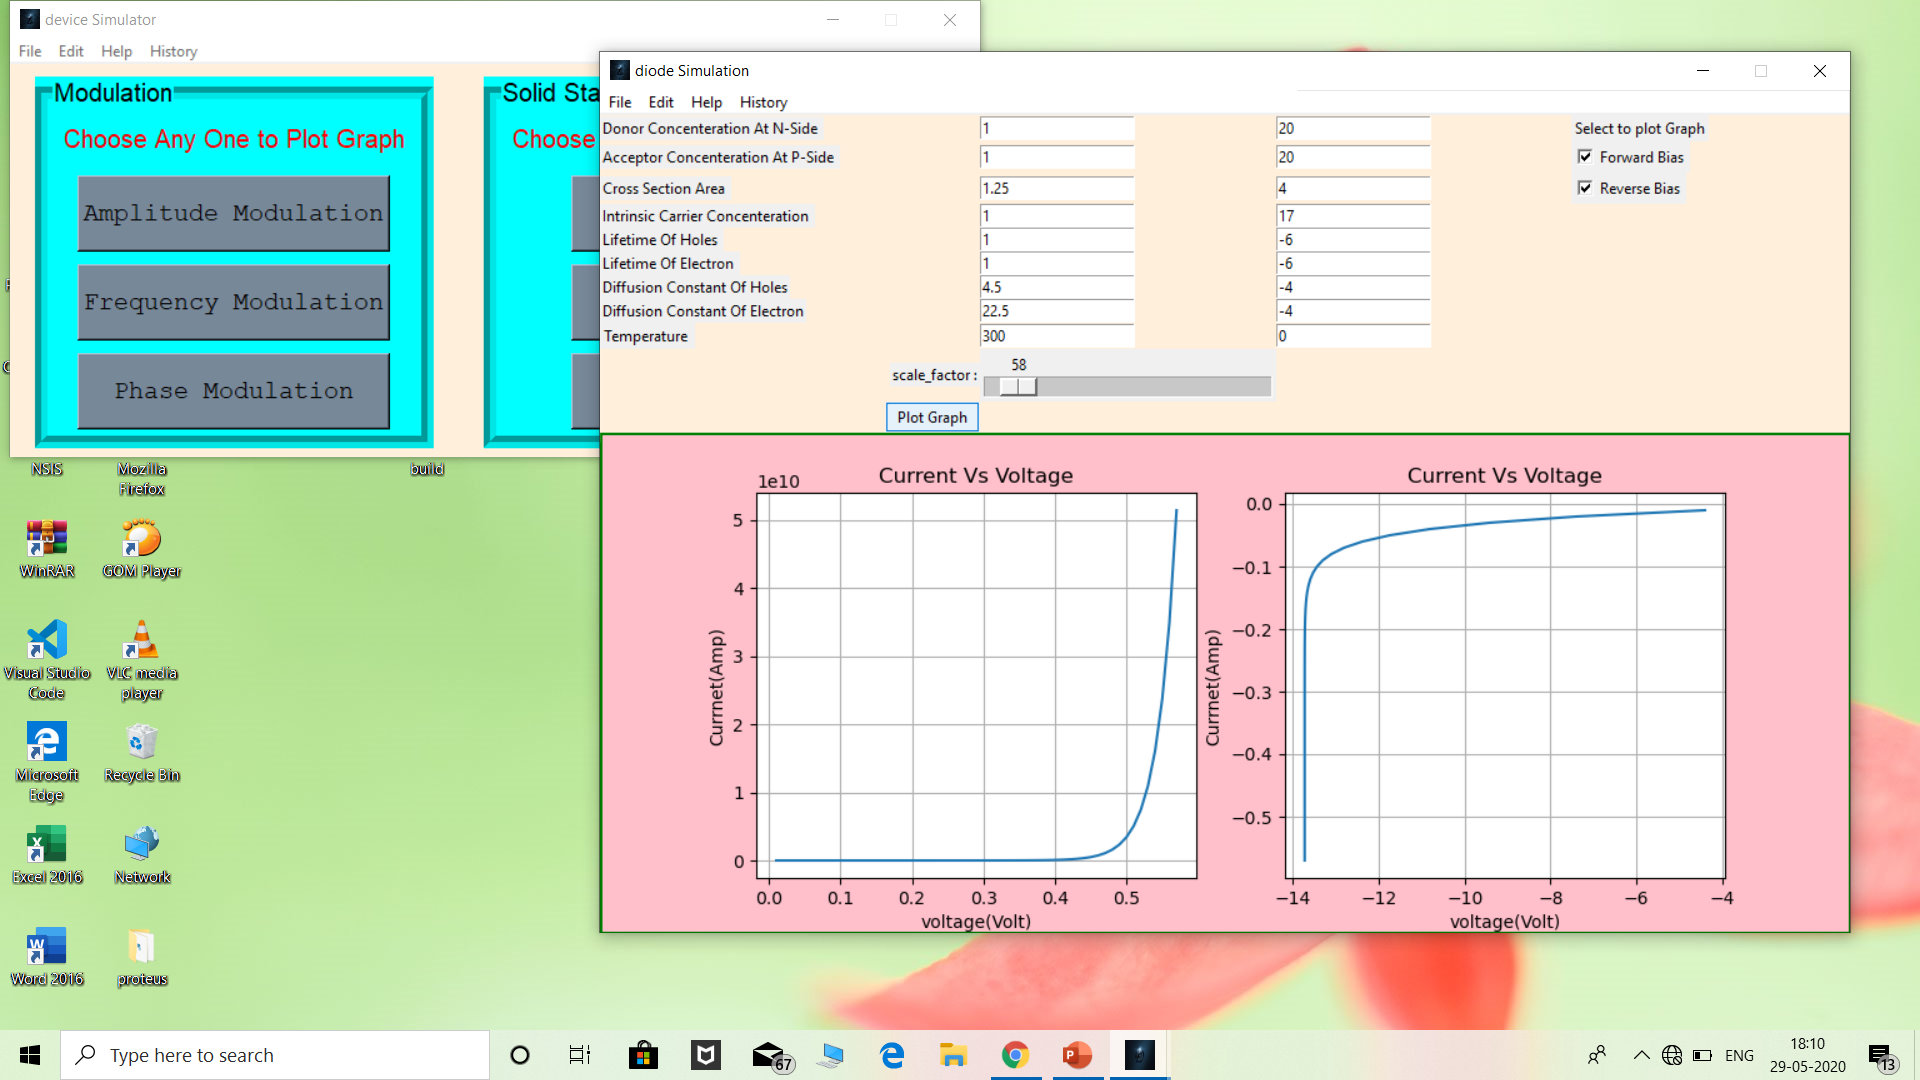 device Simulator
File Edit Help History
Modulation
Choose Any One to Plot Graph
Amplitude Modulation
Frequency Modulation
Phase Modulation
Solid Sta
Choose
diode Simulation
File Edit Help History
Donor Concenteration At N-Side 1 20 Select to plot Graph
Acceptor Concenteration At P-Side 1 20 Forward Bias
Cross Section Area 1.25 4 Reverse Bias
Intrinsic Carrier Concenteration 1 17
Lifetime Of Holes 1 -6
Lifetime Of Electron 1 -6
Diffusion Constant Of Holes 4.5 -4
Diffusion Constant Of Electron 22.5 -4
Temperature 300 0
58
scale_factor :
Plot Graph
1e10
Current Vs Voltage
5
4
3
2
1
0
Currnet(Amp)
0.0 0.1 0.2 0.3 0.4 0.5
voltage(Volt)
Current Vs Voltage
0.0
−0.1
−0.2
−0.3
−0.4
−0.5
Currnet(Amp)
−14 −12 −10 −8 −6 −4
voltage(Volt)
NSIS
Mozilla
Firefox
build
WinRAR
GOM Player
Visual Studio
Code
VLC media
player
Microsoft
Edge
Recycle Bin
Excel 2016
Network
Word 2016
proteus
Type here to search
67
ENG
18:10
29-05-2020
13